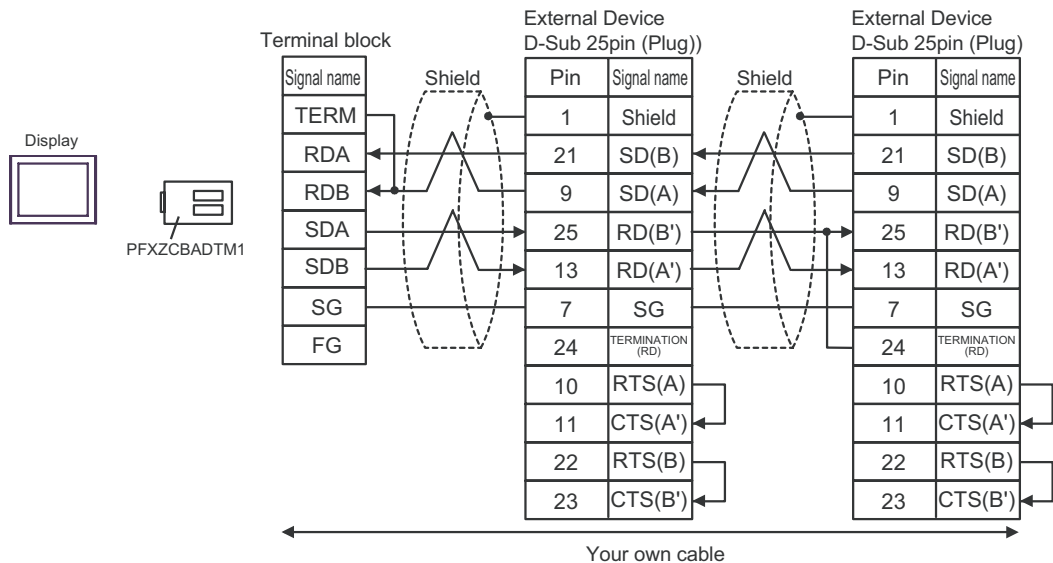 External Device
D-Sub 25pin (Plug))
External Device
D-Sub 25pin (Plug)
Terminal block
Signal name
Shield
Pin
Signal name
Shield
Pin
Signal name
TERM
1
Shield
1
Shield
Display
RDA
21
SD(B)
21
SD(B)
RDB
9
SD(A)
9
SD(A)
PFXZCBADTM1
SDA
25
RD(B')
25
RD(B')
SDB
13
RD(A')
13
RD(A')
SG
7
SG
7
SG
FG
24
TERMINATION
(RD)
24
TERMINATION
(RD)
10
RTS(A)
10
RTS(A)
11
CTS(A')
11
CTS(A')
22
RTS(B)
22
RTS(B)
23
CTS(B')
23
CTS(B')
Your own cable